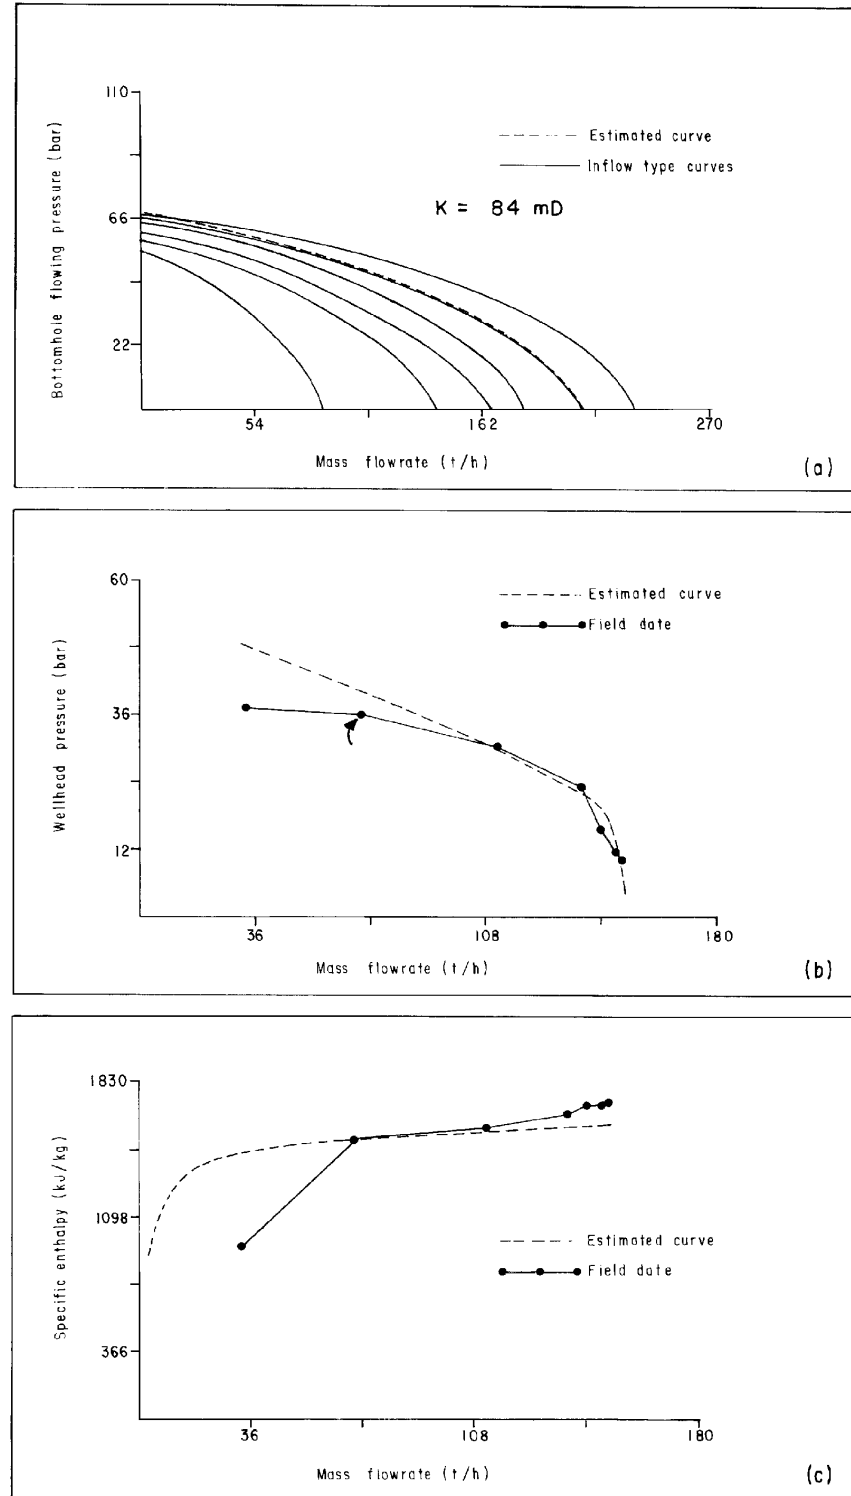 110
Estimated curve
Inflow type curves
K = 84 mD
66
22
54
162
270
Bottomhole flowing pressure (bar)
Mass flowrate (t/h)
(a)
60
Estimated curve
Field date
36
12
36
108
180
Wellhead pressure (bar)
Mass flowrate (t/h)
(b)
1830
1098
Estimated curve
Field date
366
36
108
180
Specific enthalpy (kJ/kg)
Mass flowrate (t/h)
(c)